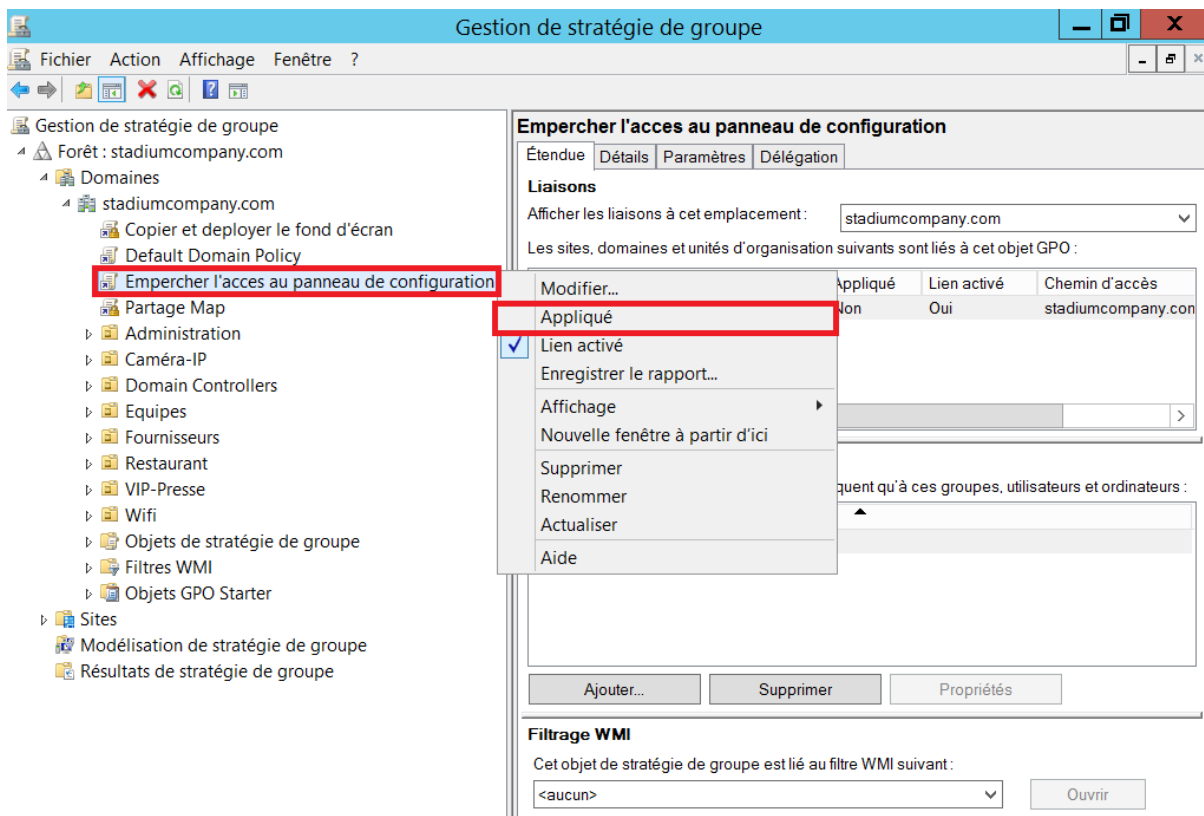 Gestion de stratégie de groupe
Fichier Action Affichage Fenêtre ?
Gestion de stratégie de groupe
Forêt : stadiumcompany.com
Domaines
stadiumcompany.com
Copier et deployer le fond d'écran
Default Domain Policy
Empercher l'acces au panneau de configuration
Partage Map
Administration
Caméra-IP
Domain Controllers
Equipes
Fournisseurs
Restaurant
VIP-Presse
Wifi
Objets de stratégie de groupe
Filtres WMI
Objets GPO Starter
Sites
Modélisation de stratégie de groupe
Résultats de stratégie de groupe
Modifier...
Appliqué
Lien activé
Enregistrer le rapport...
Affichage
Nouvelle fenêtre à partir d'ici
Supprimer
Renommer
Actualiser
Aide
Empercher l'acces au panneau de configuration
Étendue Détails Paramètres Délégation
Liaisons
Afficher les liaisons à cet emplacement : stadiumcompany.com
Les sites, domaines et unités d'organisation suivants sont liés à cet objet GPO :
Appliqué Lien activé Chemin d'accès
Non Oui stadiumcompany.com
quent qu'à ces groupes, utilisateurs et ordinateurs :
Ajouter... Supprimer Propriétés
Filtrage WMI
Cet objet de stratégie de groupe est lié au filtre WMI suivant :
<aucun> Ouvrir